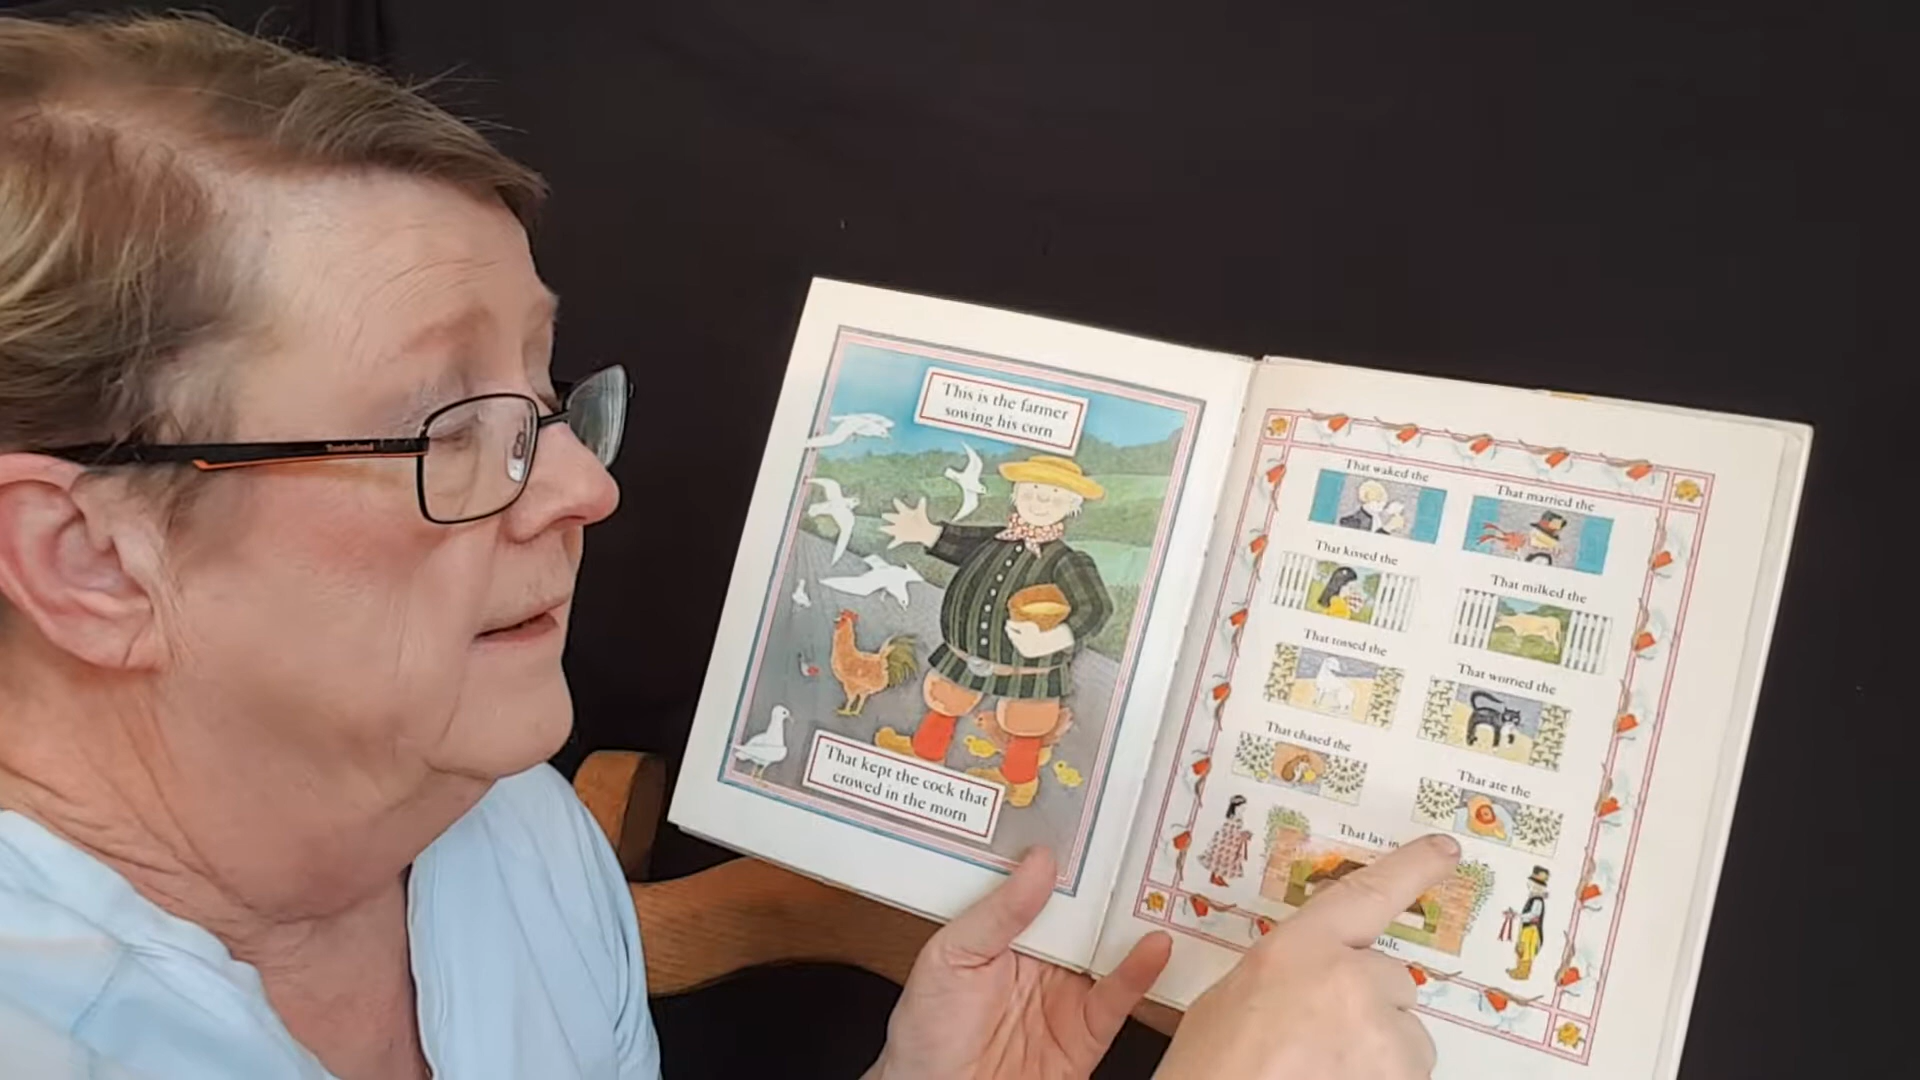 Timberland
This is the farmer
sowing his corn
That kept the cock that
crowed in the morn
That waked the
That married the
That kissed the
That milked the
That tossed the
That worried the
That chased the
That ate the
That lay in